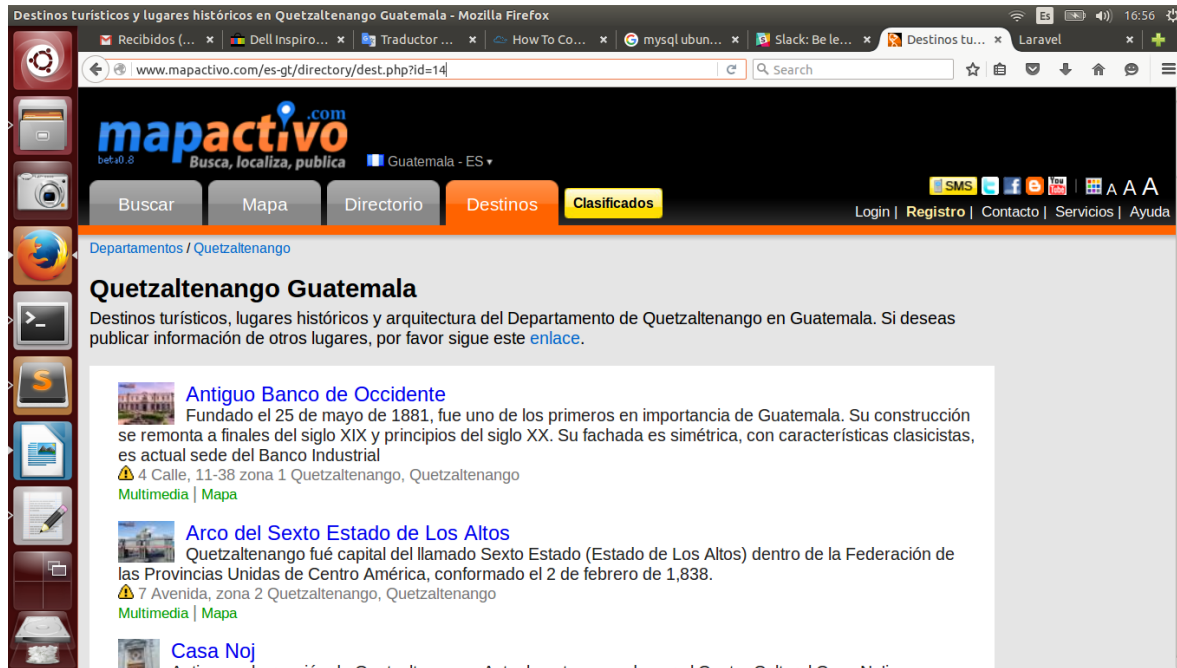 Destinos turísticos y lugares históricos en Quetzaltenango Guatemala - Mozilla Firefox
Es 16:56
Recibidos (... × Dell Inspiro... × Traductor ... × How To Co... × mysql ubun... × Slack: Be le... × Destinos tu... × Laravel ×
www.mapactivo.com/es-gt/directory/dest.php?id=14 Search
mapactivo.com
beta0.8 Busca, localiza, publica Guatemala - ES ▾
SMS You Tube A A A
Buscar Mapa Directorio Destinos Clasificados
Login | Registro | Contacto | Servicios | Ayuda
Departamentos / Quetzaltenango
Quetzaltenango Guatemala
Destinos turísticos, lugares históricos y arquitectura del Departamento de Quetzaltenango en Guatemala. Si deseas
publicar información de otros lugares, por favor sigue este enlace.
Antiguo Banco de Occidente
Fundado el 25 de mayo de 1881, fue uno de los primeros en importancia de Guatemala. Su construcción
se remonta a finales del siglo XIX y principios del siglo XX. Su fachada es simétrica, con características clasicistas,
es actual sede del Banco Industrial
4 Calle, 11-38 zona 1 Quetzaltenango, Quetzaltenango
Multimedia | Mapa
Arco del Sexto Estado de Los Altos
Quetzaltenango fué capital del llamado Sexto Estado (Estado de Los Altos) dentro de la Federación de
las Provincias Unidas de Centro América, conformado el 2 de febrero de 1,838.
7 Avenida, zona 2 Quetzaltenango, Quetzaltenango
Multimedia | Mapa
Casa Noj